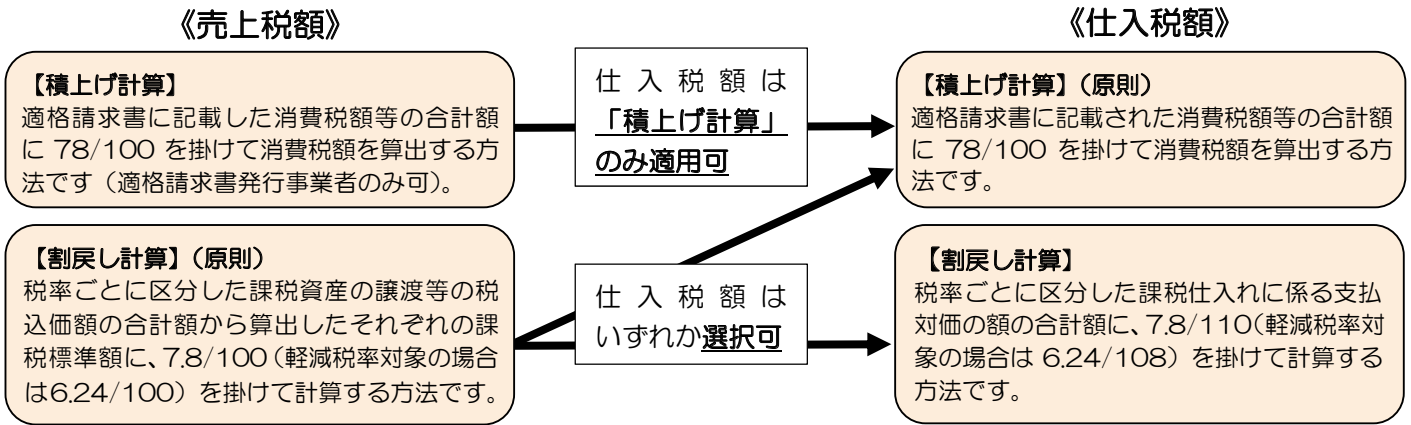 《売上税額》
【積上げ計算】
適格請求書に記載した消費税額等の合計額
に 78/100 を掛けて消費税額を算出する方
法です（適格請求書発行事業者のみ可）。
【割戻し計算】（原則）
税率ごとに区分した課税資産の譲渡等の税
込価額の合計額から算出したそれぞれの課
税標準額に、7.8/100（軽減税率対象の場合
は6.24/100）を掛けて計算する方法です。
仕入税額は
「積上げ計算」
のみ適用可
仕入税額は
いずれか選択可
《仕入税額》
【積上げ計算】（原則）
適格請求書に記載された消費税額等の合計額
に 78/100 を掛けて消費税額を算出する方
法です。
【割戻し計算】
税率ごとに区分した課税仕入れに係る支払
対価の額の合計額に、7.8/110（軽減税率対
象の場合は 6.24/108）を掛けて計算する
方法です。